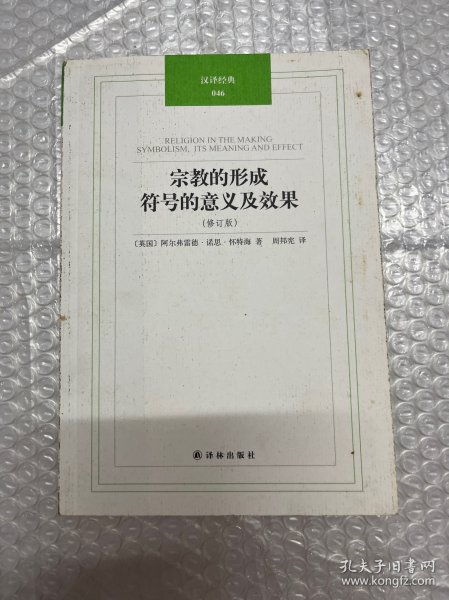 汉译经典
046
RELIGION IN THE MAKING
SYMBOLISM, ITS MEANING AND EFFECT
宗教的形成
符号的意义及效果
(修订版)
〔英国〕阿尔弗雷德·诺思·怀特海 著 周邦宪 译
译林出版社
孔夫子旧书网
www.kongfz.com